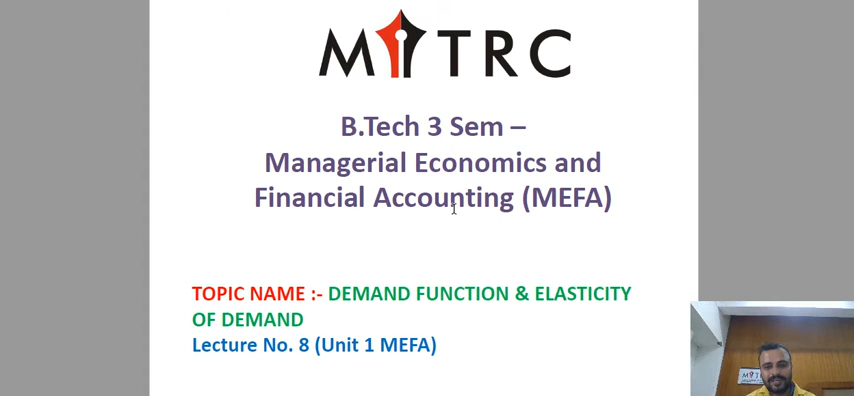 MITRC
B.Tech 3 Sem –
Managerial Economics and
Financial Accounting (MEFA)
TOPIC NAME :- DEMAND FUNCTION & ELASTICITY
OF DEMAND
Lecture No. 8 (Unit 1 MEFA)
MITRC